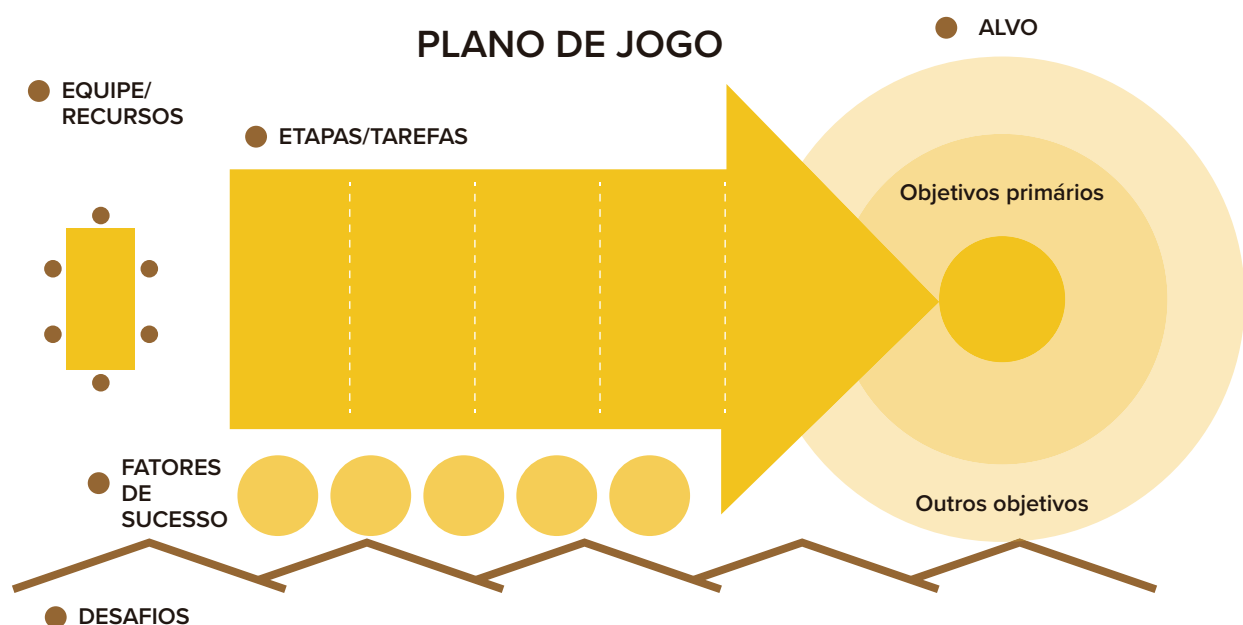 PLANO DE JOGO
ALVO
EQUIPE/
RECURSOS
ETAPAS/TAREFAS
Objetivos primários
FATORES
DE
SUCESSO
Outros objetivos
DESAFIOS